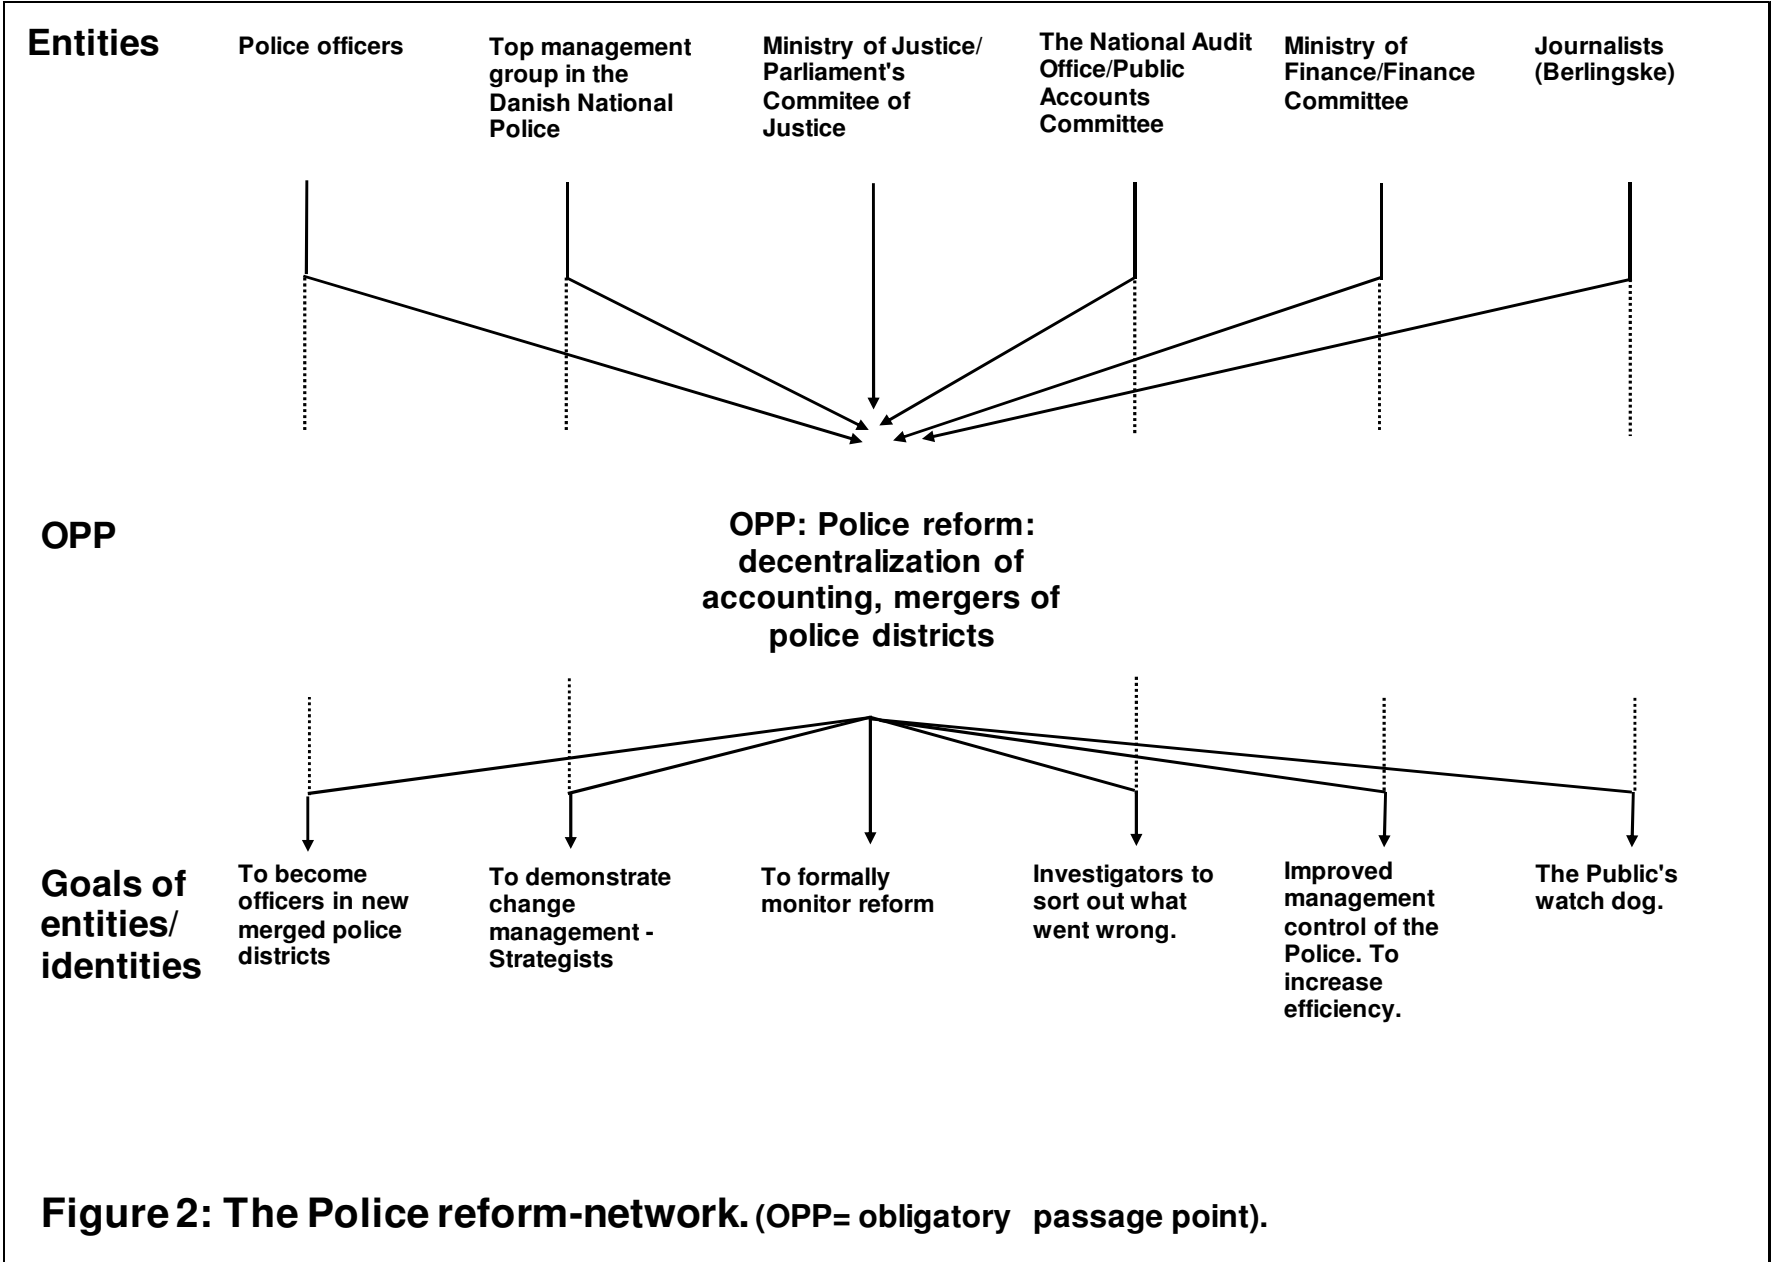 Entities
Police officers
Top management
group in the
Danish National
Police
Ministry of Justice/
Parliament's
Commitee of
Justice
The National Audit
Office/Public
Accounts
Committee
Ministry of
Finance/Finance
Committee
Journalists
(Berlingske)
OPP
OPP: Police reform:
decentralization of
accounting, mergers of
police districts
Goals of
entities/
identities
To become
officers in new
merged police
districts
To demonstrate
change
management -
Strategists
To formally
monitor reform
Investigators to
sort out what
went wrong.
Improved
management
control of the
Police. To
increase
efficiency.
The Public's
watch dog.
Figure 2: The Police reform-network. (OPP= obligatory passage point).